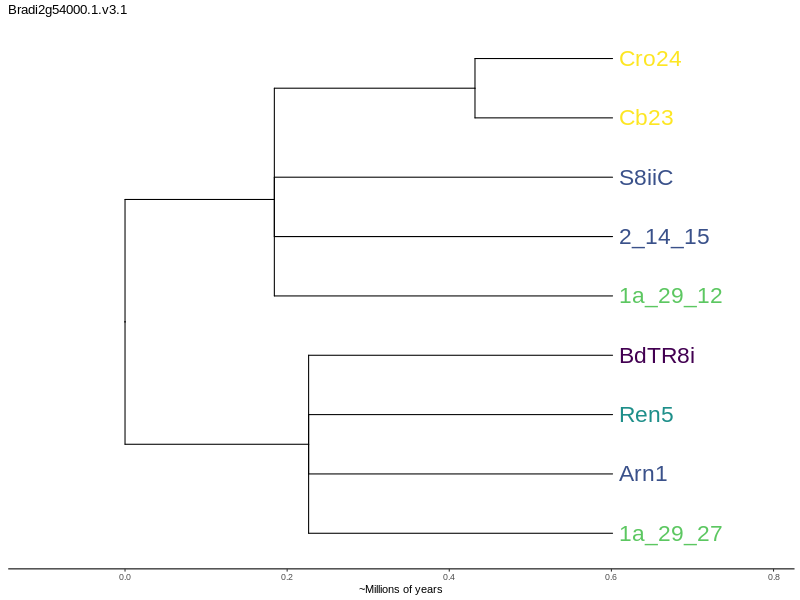 Bradi2g54000.1.v3.1
Cro24
Cb23
S8iiC
2_14_15
1a_29_12
BdTR8i
Ren5
Arn1
1a_29_27
0.0 0.2 0.4 0.6 0.8
~Millions of years